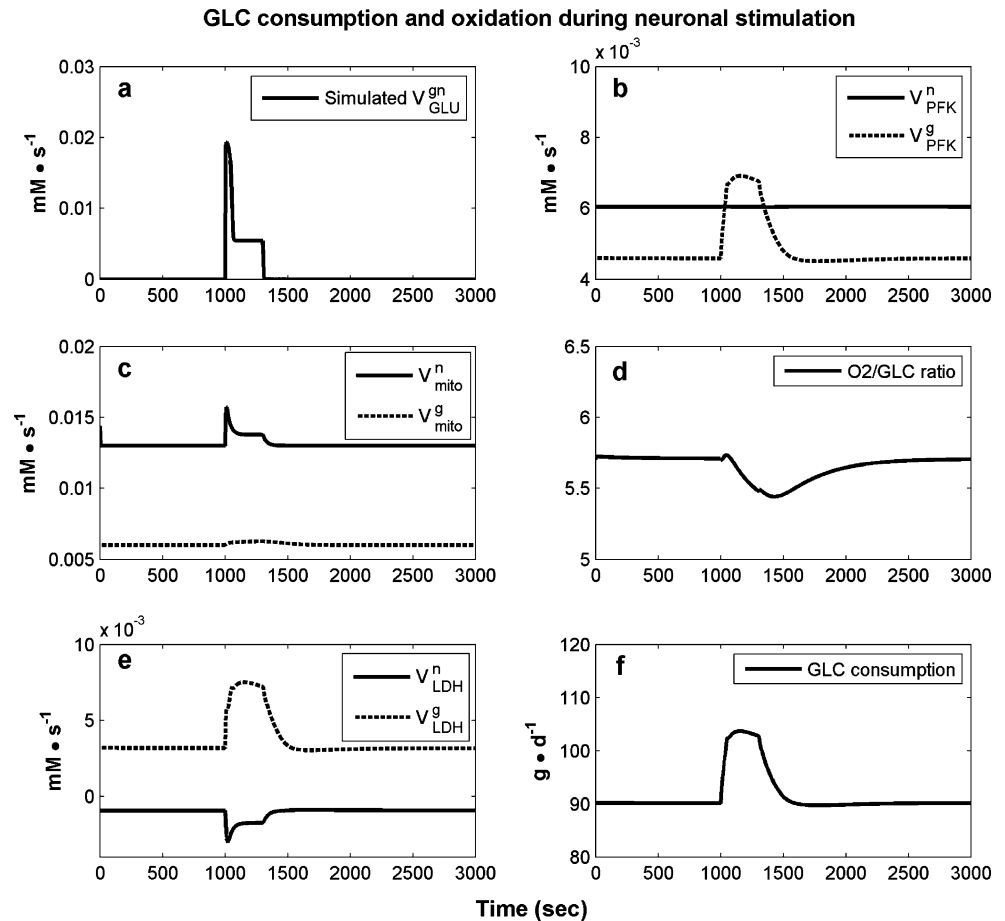 GLC consumption and oxidation during neuronal stimulation
a
Simulated V^gn_GLU
mM • s^-1
0.03
0.02
0.01
0
0 500 1000 1500 2000 2500 3000
b
x 10^-3
V^n_PFK
V^g_PFK
10
8
6
4
0 500 1000 1500 2000 2500 3000
c
V^n_mito
V^g_mito
mM • s^-1
0.02
0.015
0.01
0.005
0 500 1000 1500 2000 2500 3000
d
O2/GLC ratio
6.5
6
5.5
5
0 500 1000 1500 2000 2500 3000
e
x 10^-3
V^n_LDH
V^g_LDH
mM • s^-1
10
5
0
0 500 1000 1500 2000 2500 3000
f
GLC consumption
g • d^-1
120
110
100
90
80
0 500 1000 1500 2000 2500 3000
Time (sec)